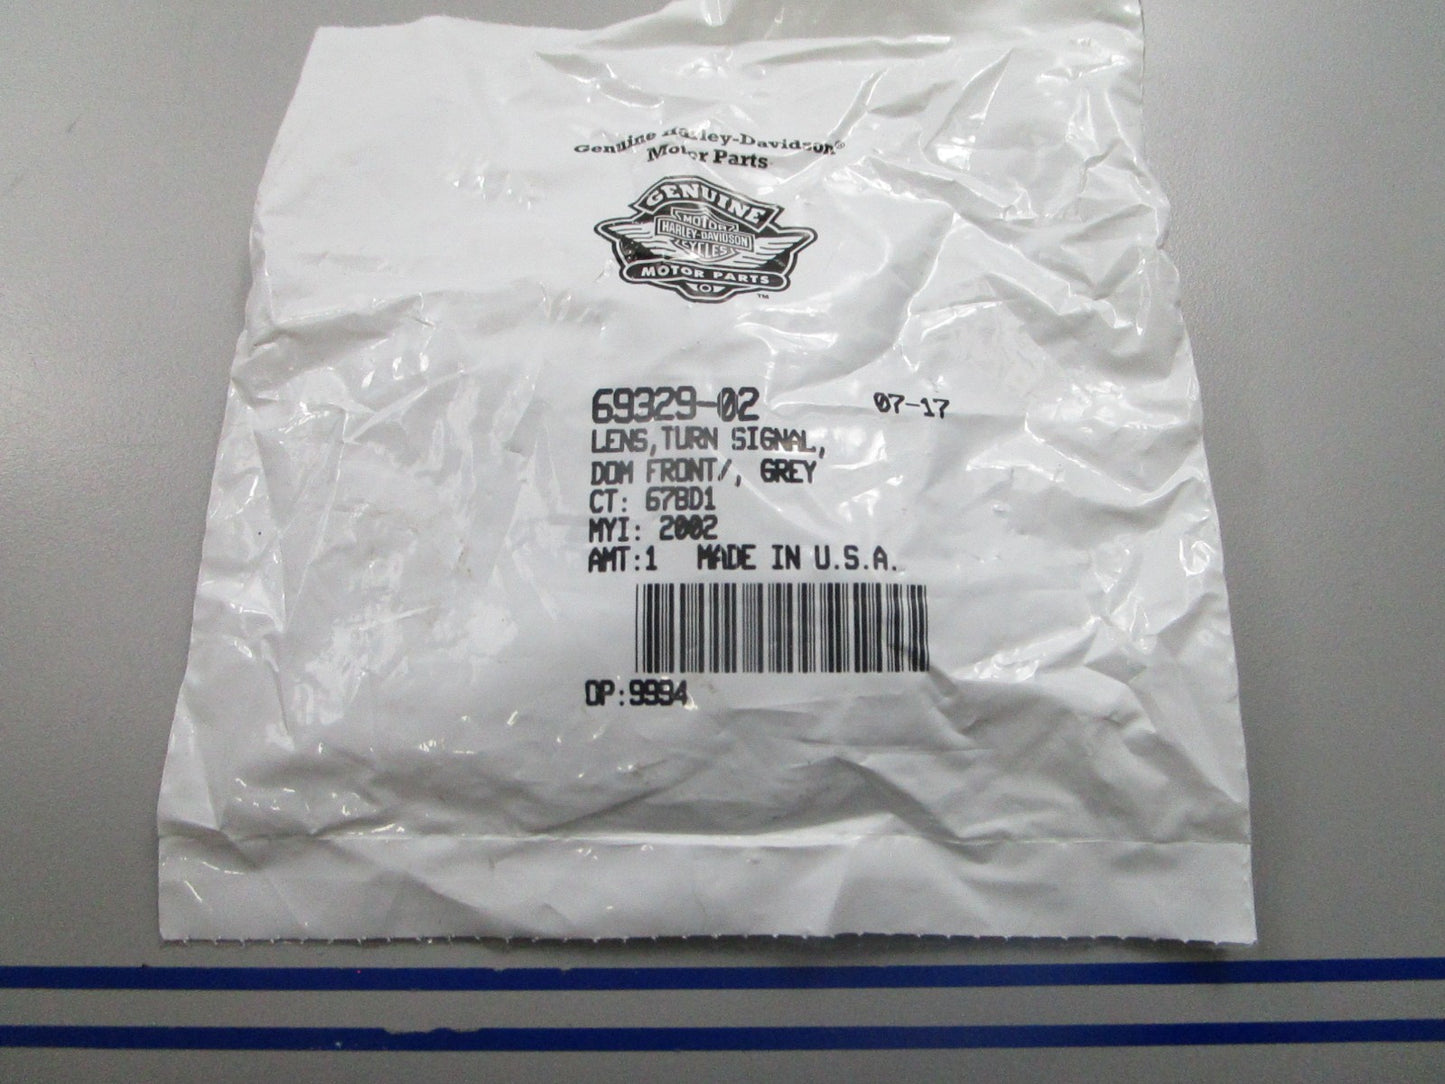 Genuine Harley-Davidson®
Motor Parts
GENUINE
MOTOR
HARLEY-DAVIDSON
CYCLES
MOTOR PARTS
™
69329-02 07-17
LENS,TURN SIGNAL,
DOM FRONT/, GREY
CT: 67BD1
MYI: 2002
AMT:1 MADE IN U.S.A.
OP:9994